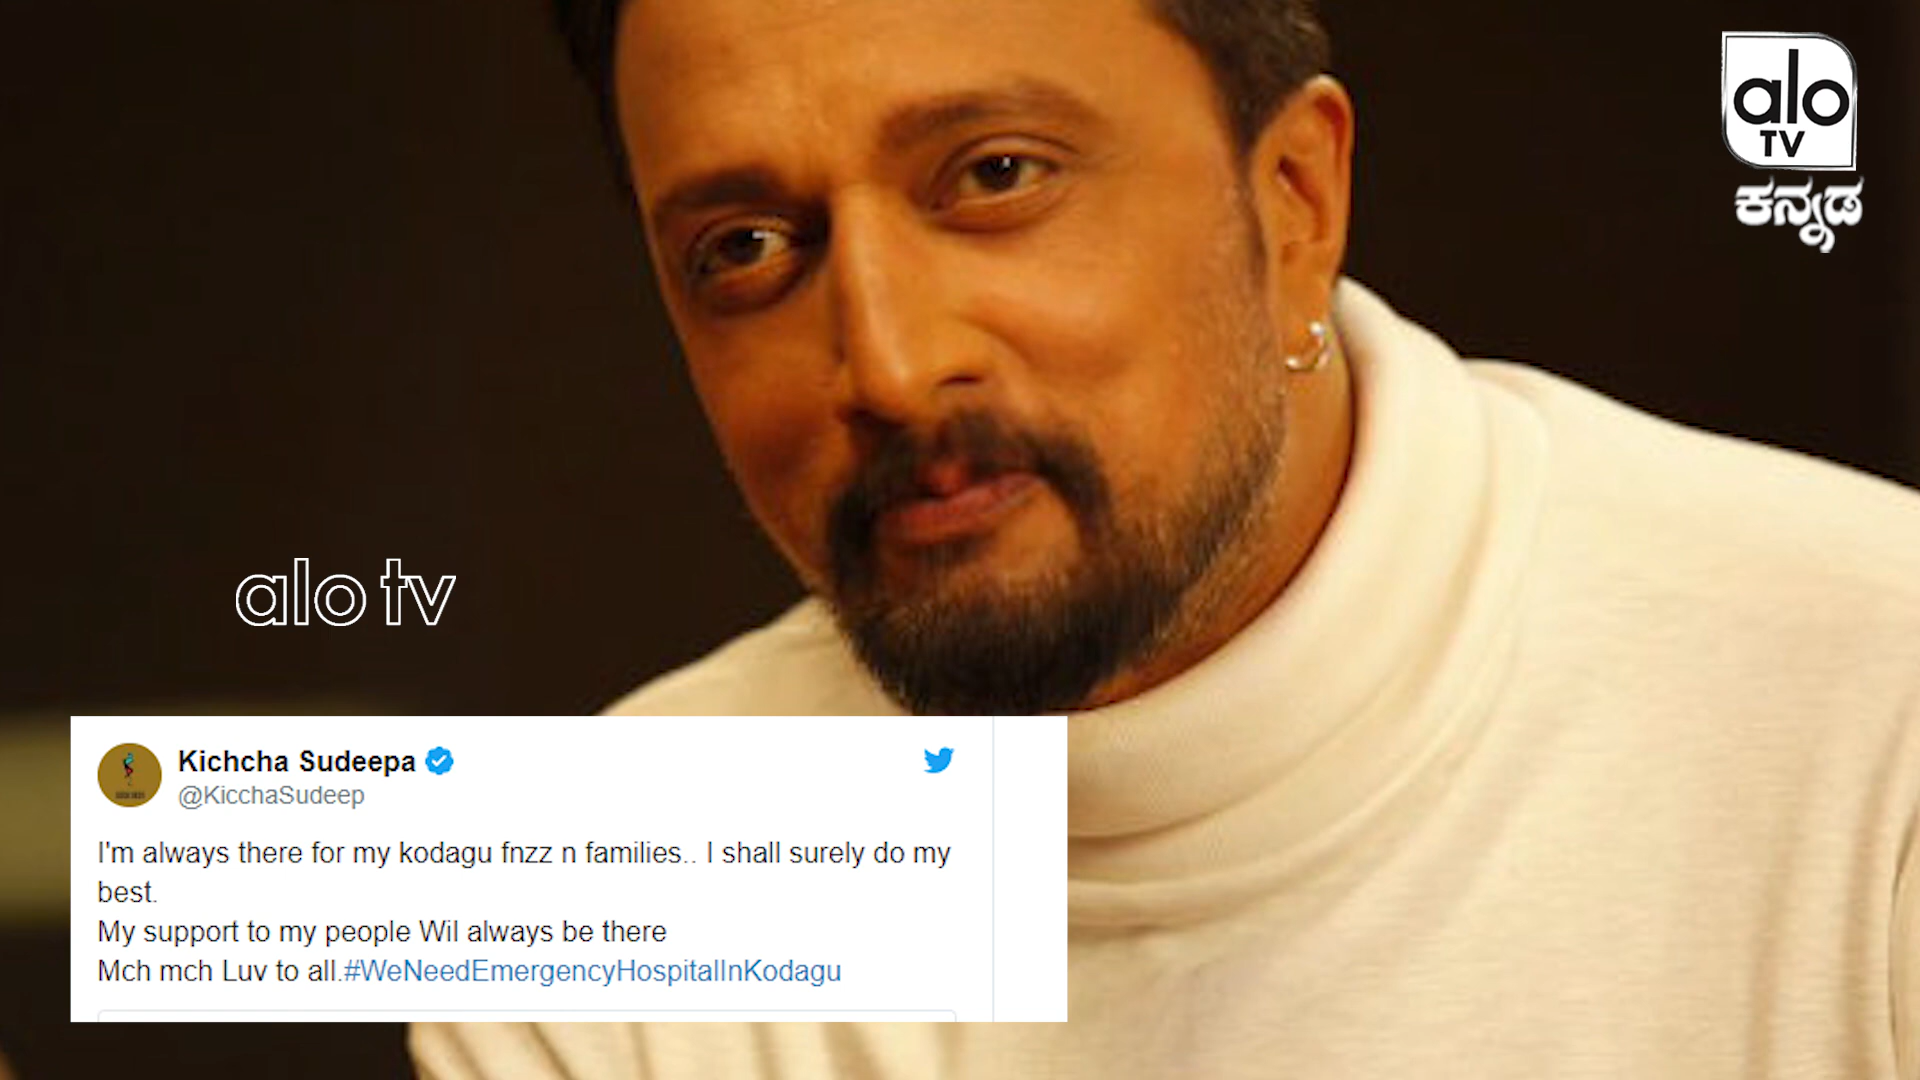 alo
TV
ಕನ್ನಡ
alo tv
Kichcha Sudeepa
@KicchaSudeep
I'm always there for my kodagu fnzz n families.. I shall surely do my
best.
My support to my people Wil always be there
Mch mch Luv to all.#WeNeedEmergencyHospitalInKodagu